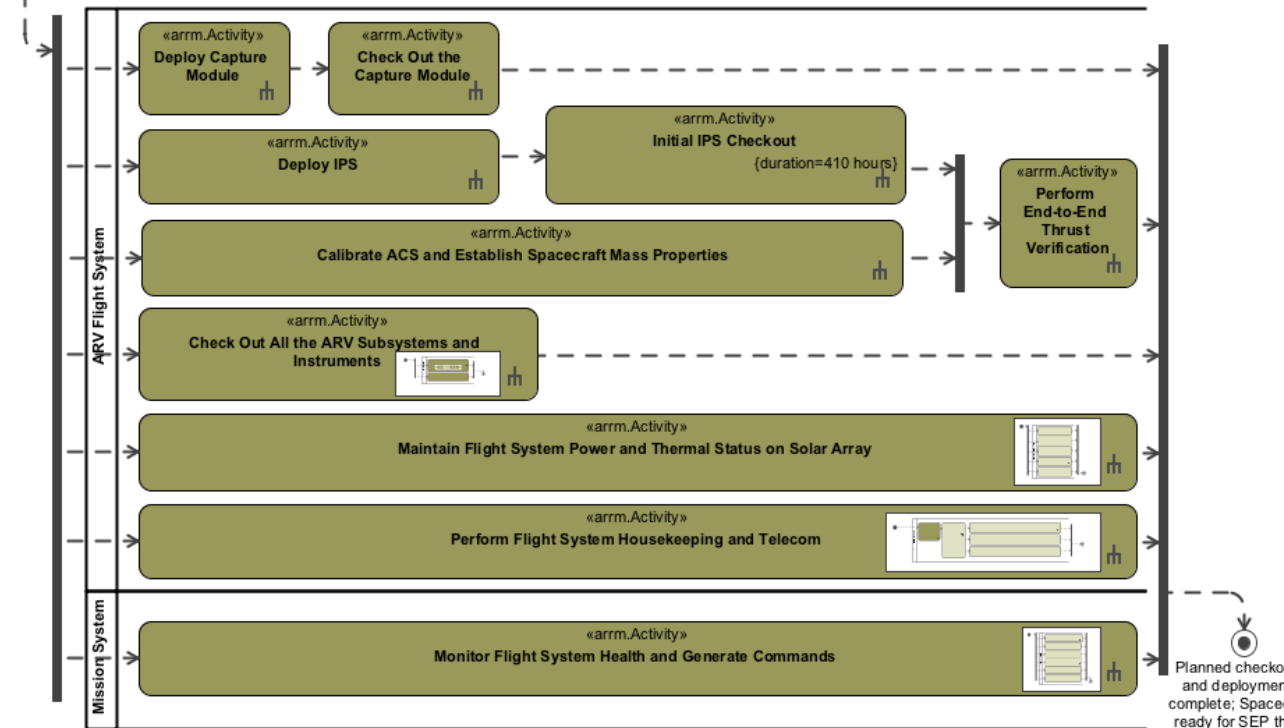 «arrm.Activity»
Deploy Capture
Module
«arrm.Activity»
Check Out the
Capture Module
«arrm.Activity»
Deploy IPS
«arrm.Activity»
Initial IPS Checkout
{duration=410 hours}
«arrm.Activity»
Perform
End-to-End
Thrust
Verification
«arrm.Activity»
Calibrate ACS and Establish Spacecraft Mass Properties
ARV Flight System
«arrm.Activity»
Check Out All the ARV Subsystems and
Instruments
«arrm.Activity»
Maintain Flight System Power and Thermal Status on Solar Array
«arrm.Activity»
Perform Flight System Housekeeping and Telecom
Mission System
«arrm.Activity»
Monitor Flight System Health and Generate Commands
Planned
and
complete;
ready for SEP